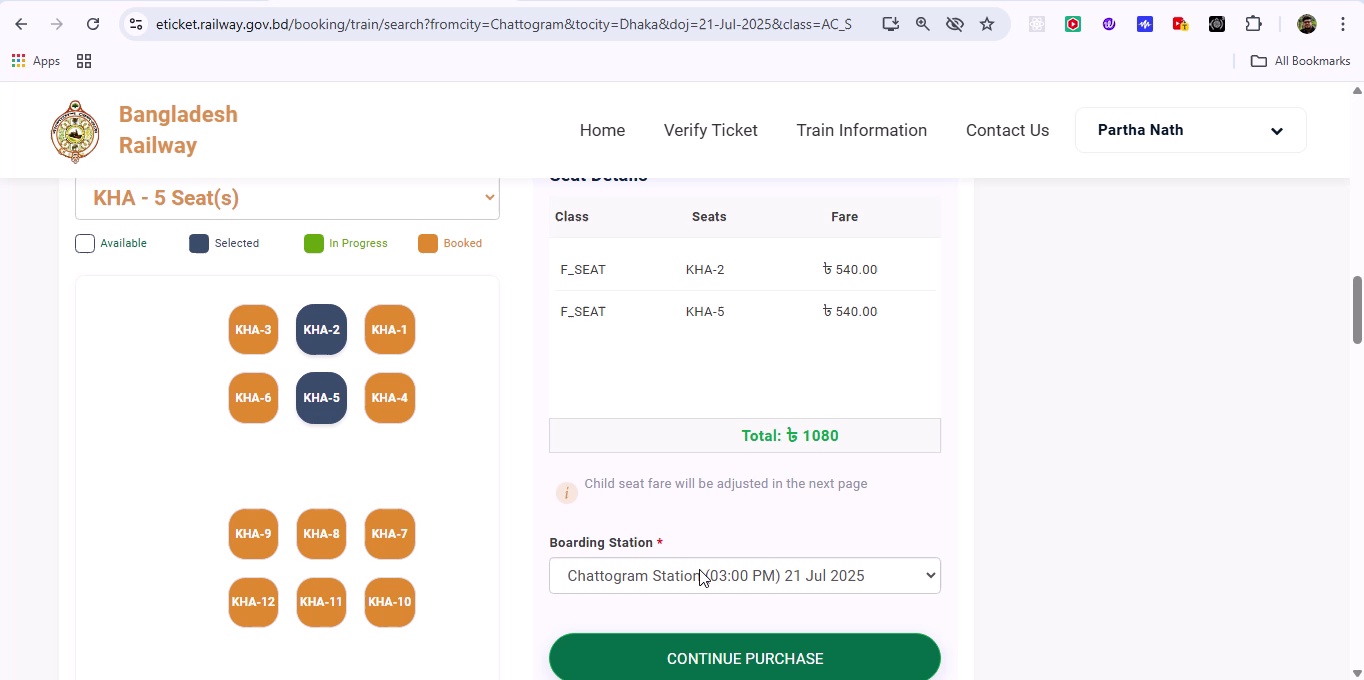 eticket.railway.gov.bd/booking/train/search?fromcity=Chattogram&tocity=Dhaka&doj=21-Jul-2025&class=AC_S
Apps
All Bookmarks
Bangladesh
Railway
Home
Verify Ticket
Train Information
Contact Us
Partha Nath
KHA - 5 Seat(s)
Available
Selected
In Progress
Booked
KHA-3
KHA-2
KHA-1
KHA-6
KHA-5
KHA-4
KHA-9
KHA-8
KHA-7
KHA-12
KHA-11
KHA-10
Seat Details
Class
Seats
Fare
F_SEAT
KHA-2
৳ 540.00
F_SEAT
KHA-5
৳ 540.00
Total: ৳ 1080
i
Child seat fare will be adjusted in the next page
Boarding Station *
Chattogram Station (03:00 PM) 21 Jul 2025
CONTINUE PURCHASE